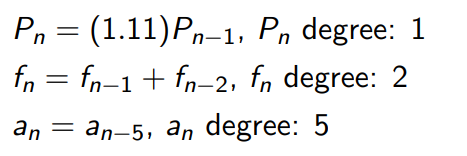 Pₙ = (1.11)Pₙ₋₁, Pₙ degree: 1
fₙ = fₙ₋₁ + fₙ₋₂, fₙ degree: 2
aₙ = aₙ₋₅, aₙ degree: 5